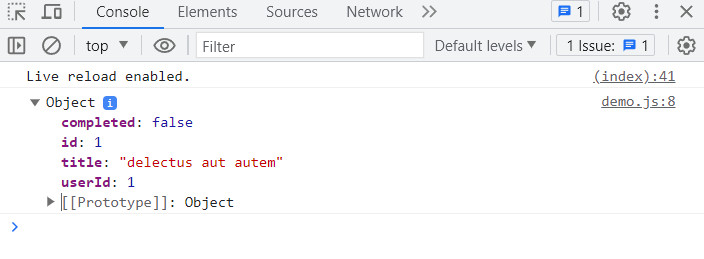 Console Elements Sources Network 1
top Filter Default levels 1 Issue: 1
Live reload enabled. (index):41
Object i demo.js:8
completed: false
id: 1
title: "delectus aut autem"
userId: 1
[[Prototype]]: Object